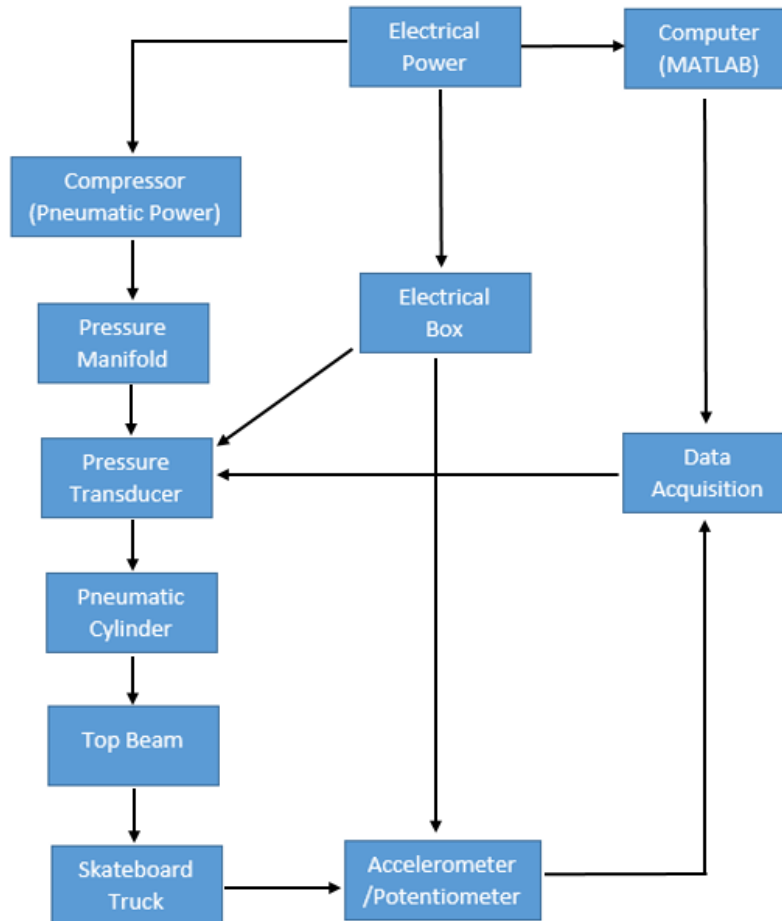 Electrical
Power
Computer
(MATLAB)
Compressor
(Pneumatic Power)
Electrical
Box
Pressure
Manifold
Pressure
Transducer
Data
Acquisition
Pneumatic
Cylinder
Top Beam
Skateboard
Truck
Accelerometer
/Potentiometer